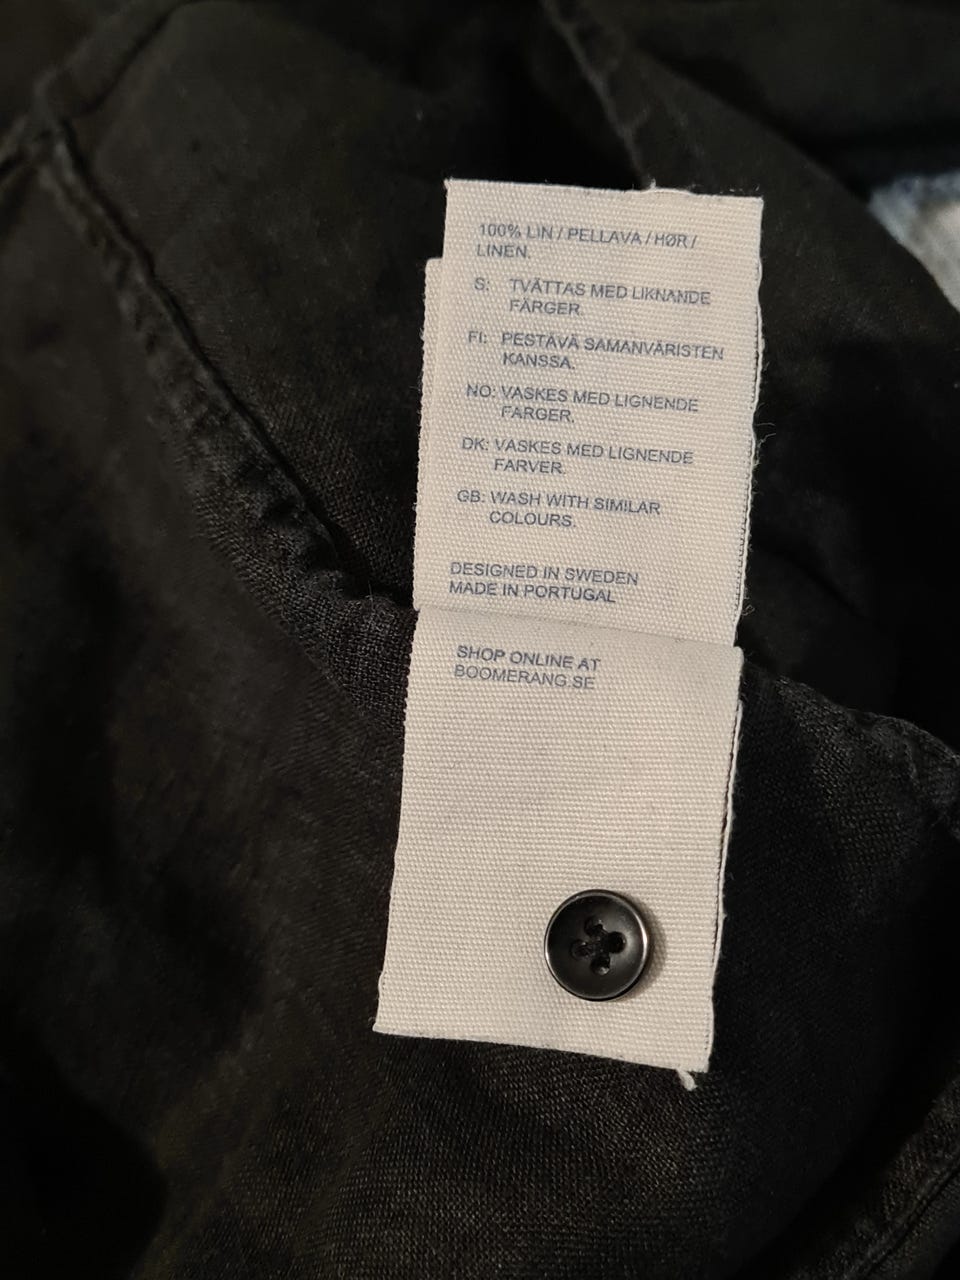 100% LIN / PELLAVA / HØR /
LINEN.
S: TVÄTTAS MED LIKNANDE
FÄRGER.
FI: PESTÄVÄ SAMANVÄRISTEN
KANSSA.
NO: VASKES MED LIGNENDE
FARGER.
DK: VASKES MED LIGNENDE
FARVER.
GB: WASH WITH SIMILAR
COLOURS.
DESIGNED IN SWEDEN
MADE IN PORTUGAL
SHOP ONLINE AT
BOOMERANG.SE